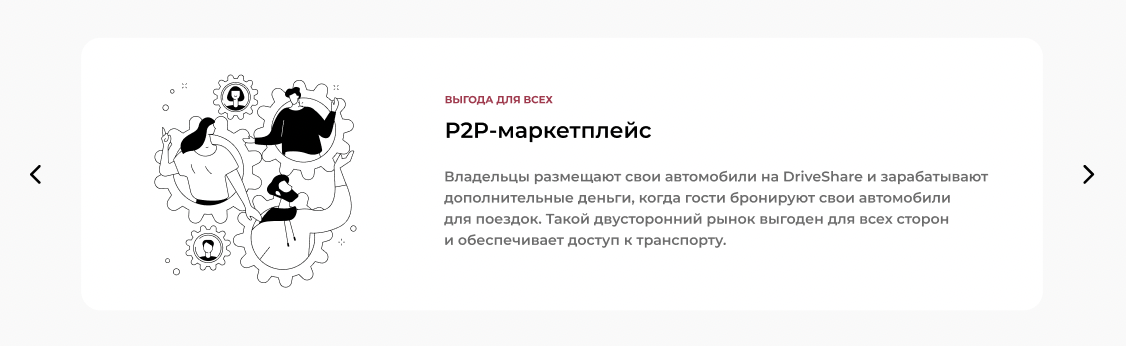 ВЫГОДА ДЛЯ ВСЕХ
P2P-маркетплейс
Владельцы размещают свои автомобили на DriveShare и зарабатывают
дополнительные деньги, когда гости бронируют свои автомобили
для поездок. Такой двусторонний рынок выгоден для всех сторон
и обеспечивает доступ к транспорту.